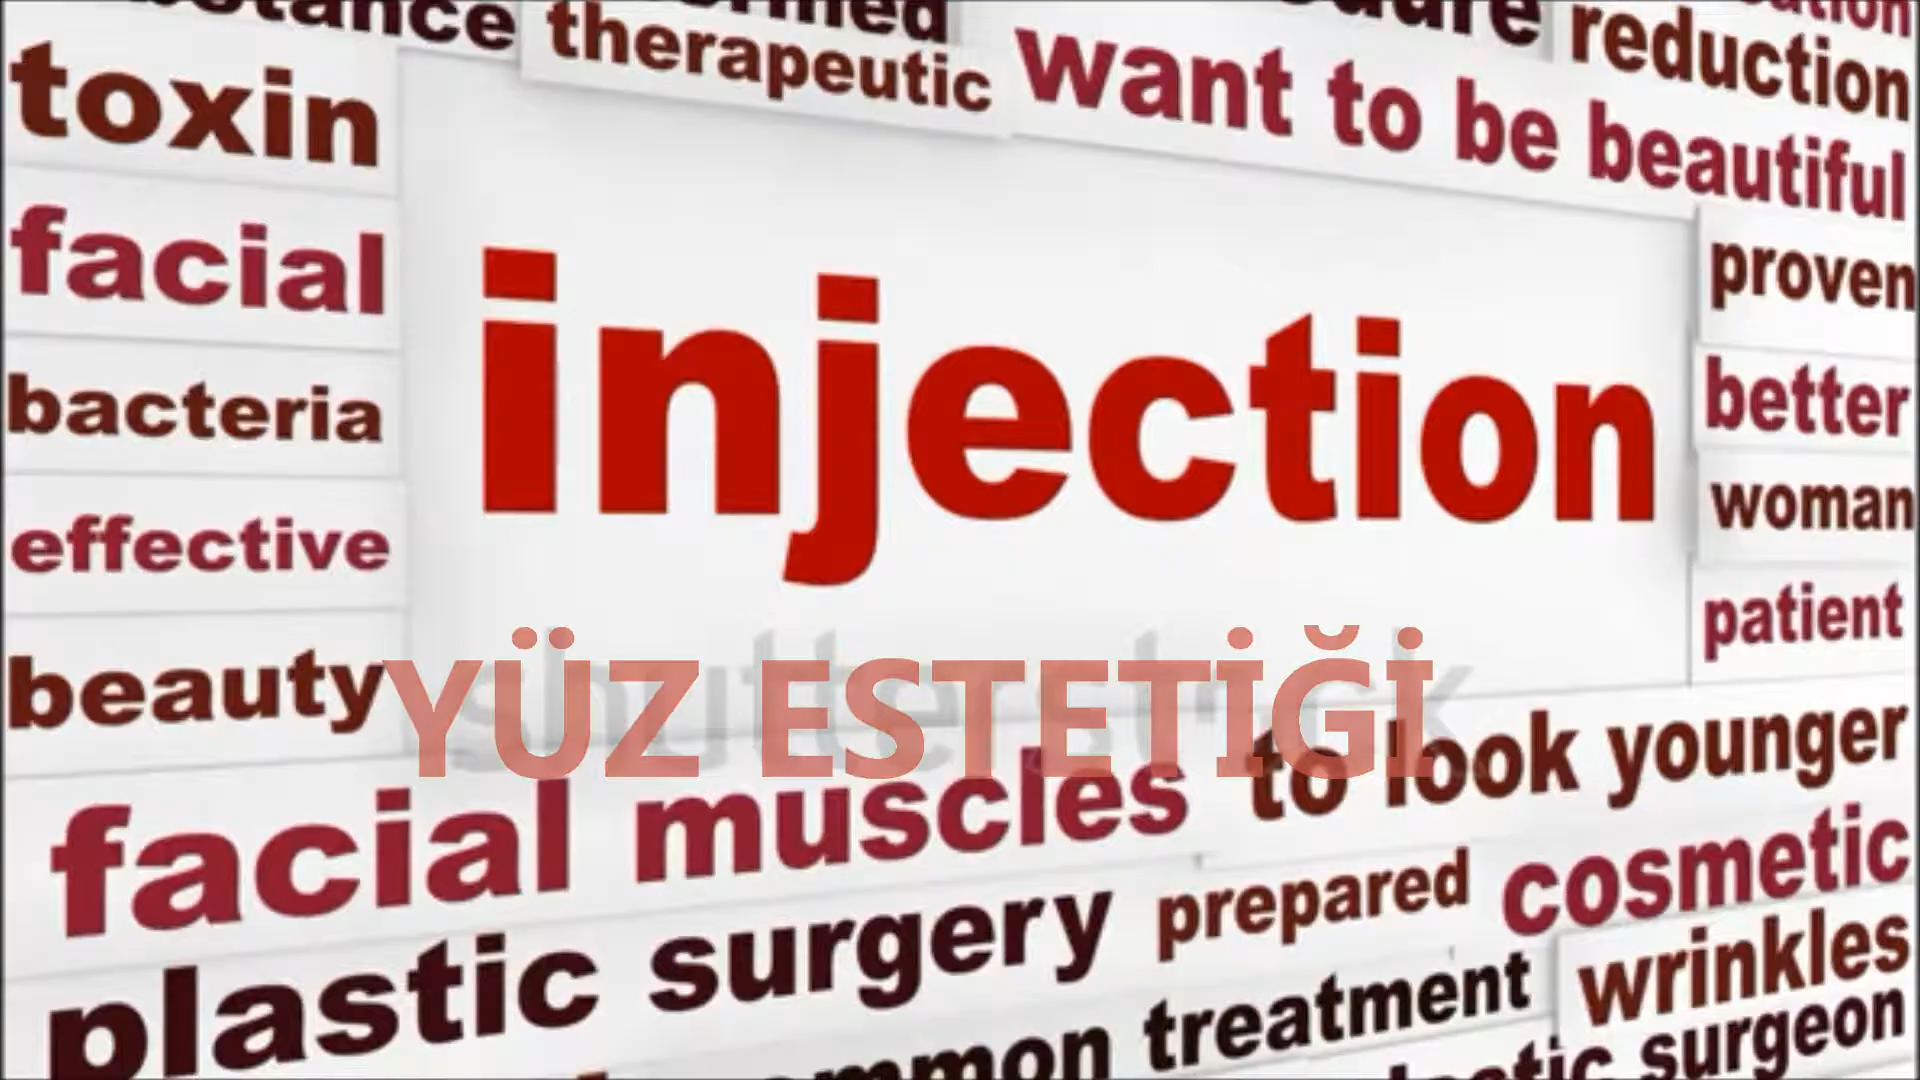 therapeutic
want to be beautiful
reduction
toxin
facial
injection
proven
bacteria
better
effective
woman
patient
beauty
YÜZ ESTETİĞİ
facial muscles
to look younger
plastic surgery
prepared
cosmetic
treatment
wrinkles
surgeon